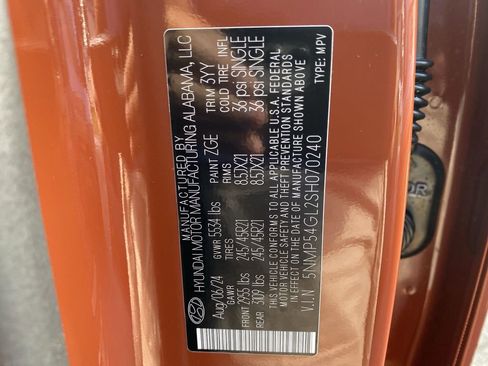 MANUFACTURED BY
HYUNDAI MOTOR MANUFACTURING ALABAMA, LLC
Aug/06/24 GVWR 5534 lbs PAINT ZGE TRIM 3YY
GAWR TIRES RIMS COLD TIRE INFL
FRONT 2935 lbs 245/45R21 8.5JX21 36 psi SINGLE
REAR 3109 lbs 245/45R21 8.5JX21 36 psi SINGLE
THIS VEHICLE CONFORMS TO ALL APPLICABLE U.S.A. FEDERAL
MOTOR VEHICLE SAFETY AND THEFT PREVENTION STANDARDS
IN EFFECT ON THE DATE OF MANUFACTURE SHOWN ABOVE
V.I.N 5NMP54GL2SH070240 TYPE: MPV